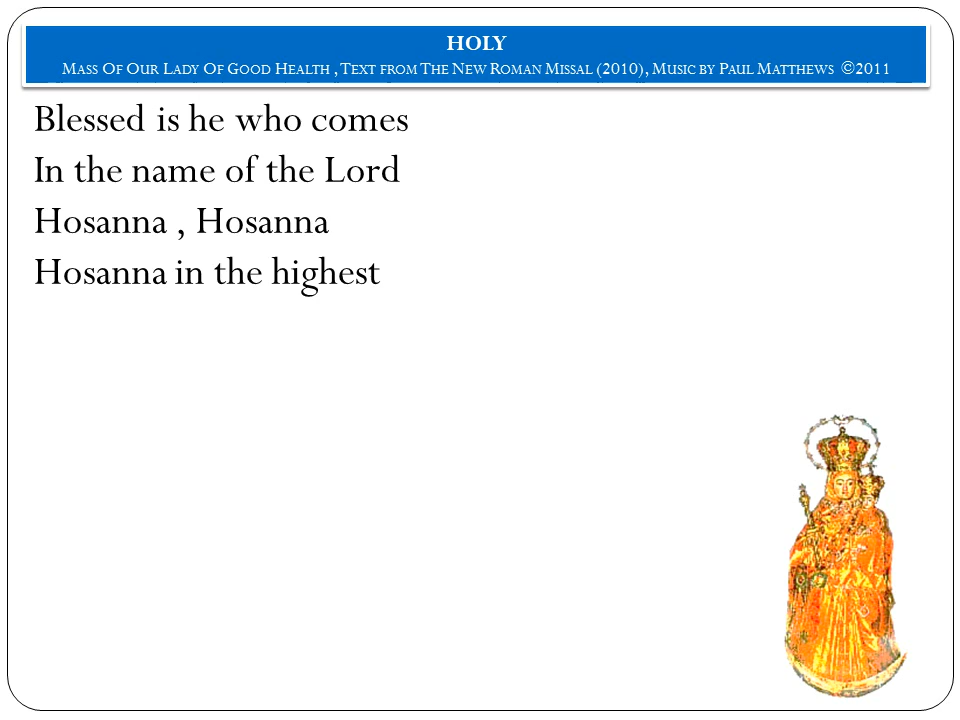 HOLY
MASS OF OUR LADY OF GOOD HEALTH , TEXT FROM THE NEW ROMAN MISSAL (2010), MUSIC BY PAUL MATTHEWS ©2011
Blessed is he who comes
In the name of the Lord
Hosanna , Hosanna
Hosanna in the highest